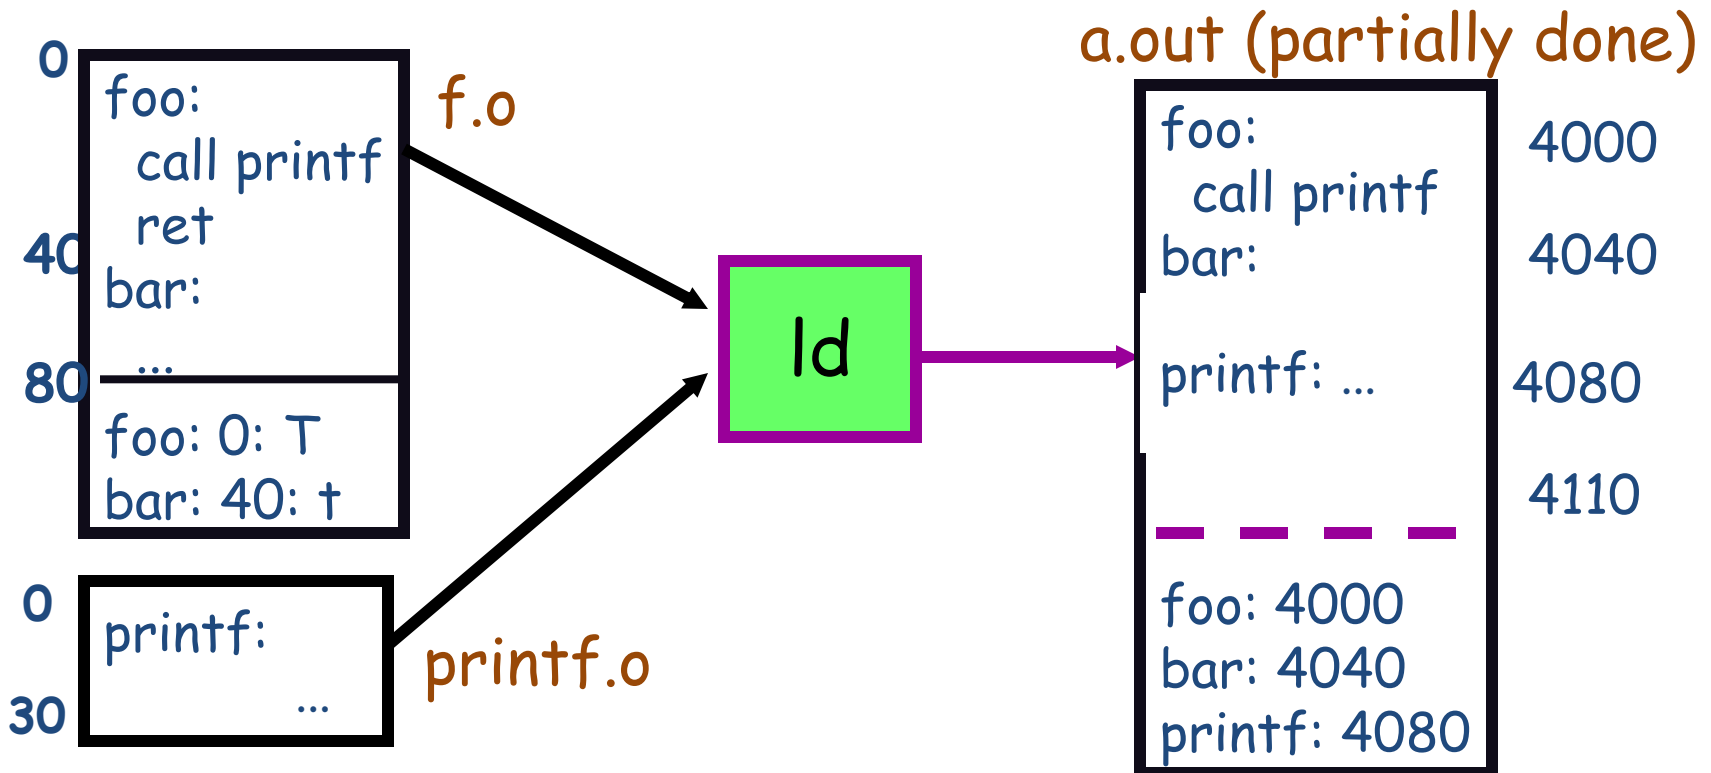 0
foo:
call printf
ret
40
bar:
...
80
foo: 0: T
bar: 40: t
f.o
0
printf:
...
30
printf.o
ld
a.out (partially done)
foo:
4000
call printf
bar:
4040
printf: ...
4080
4110
foo: 4000
bar: 4040
printf: 4080